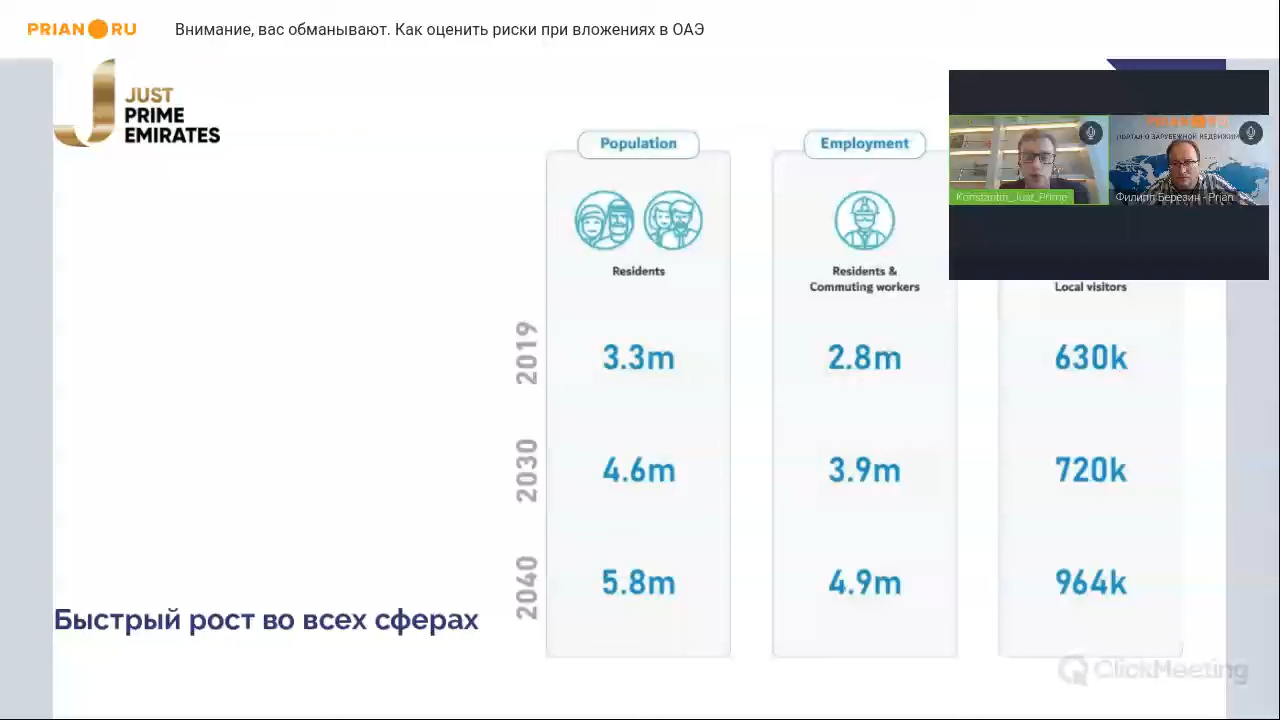 PRIAN RU
Внимание, вас обманывают. Как оценить риски при вложениях в ОАЭ
JUST
PRIME
EMIRATES
Population
Employment
Residents
Residents &
Commuting workers
Local visitors
2019
3.3m
2.8m
630k
2030
4.6m
3.9m
720k
2040
5.8m
4.9m
964k
Быстрый рост во всех сферах
Konstantin_Just_Prime
Филипп Березин - Prian
ClickMeeting